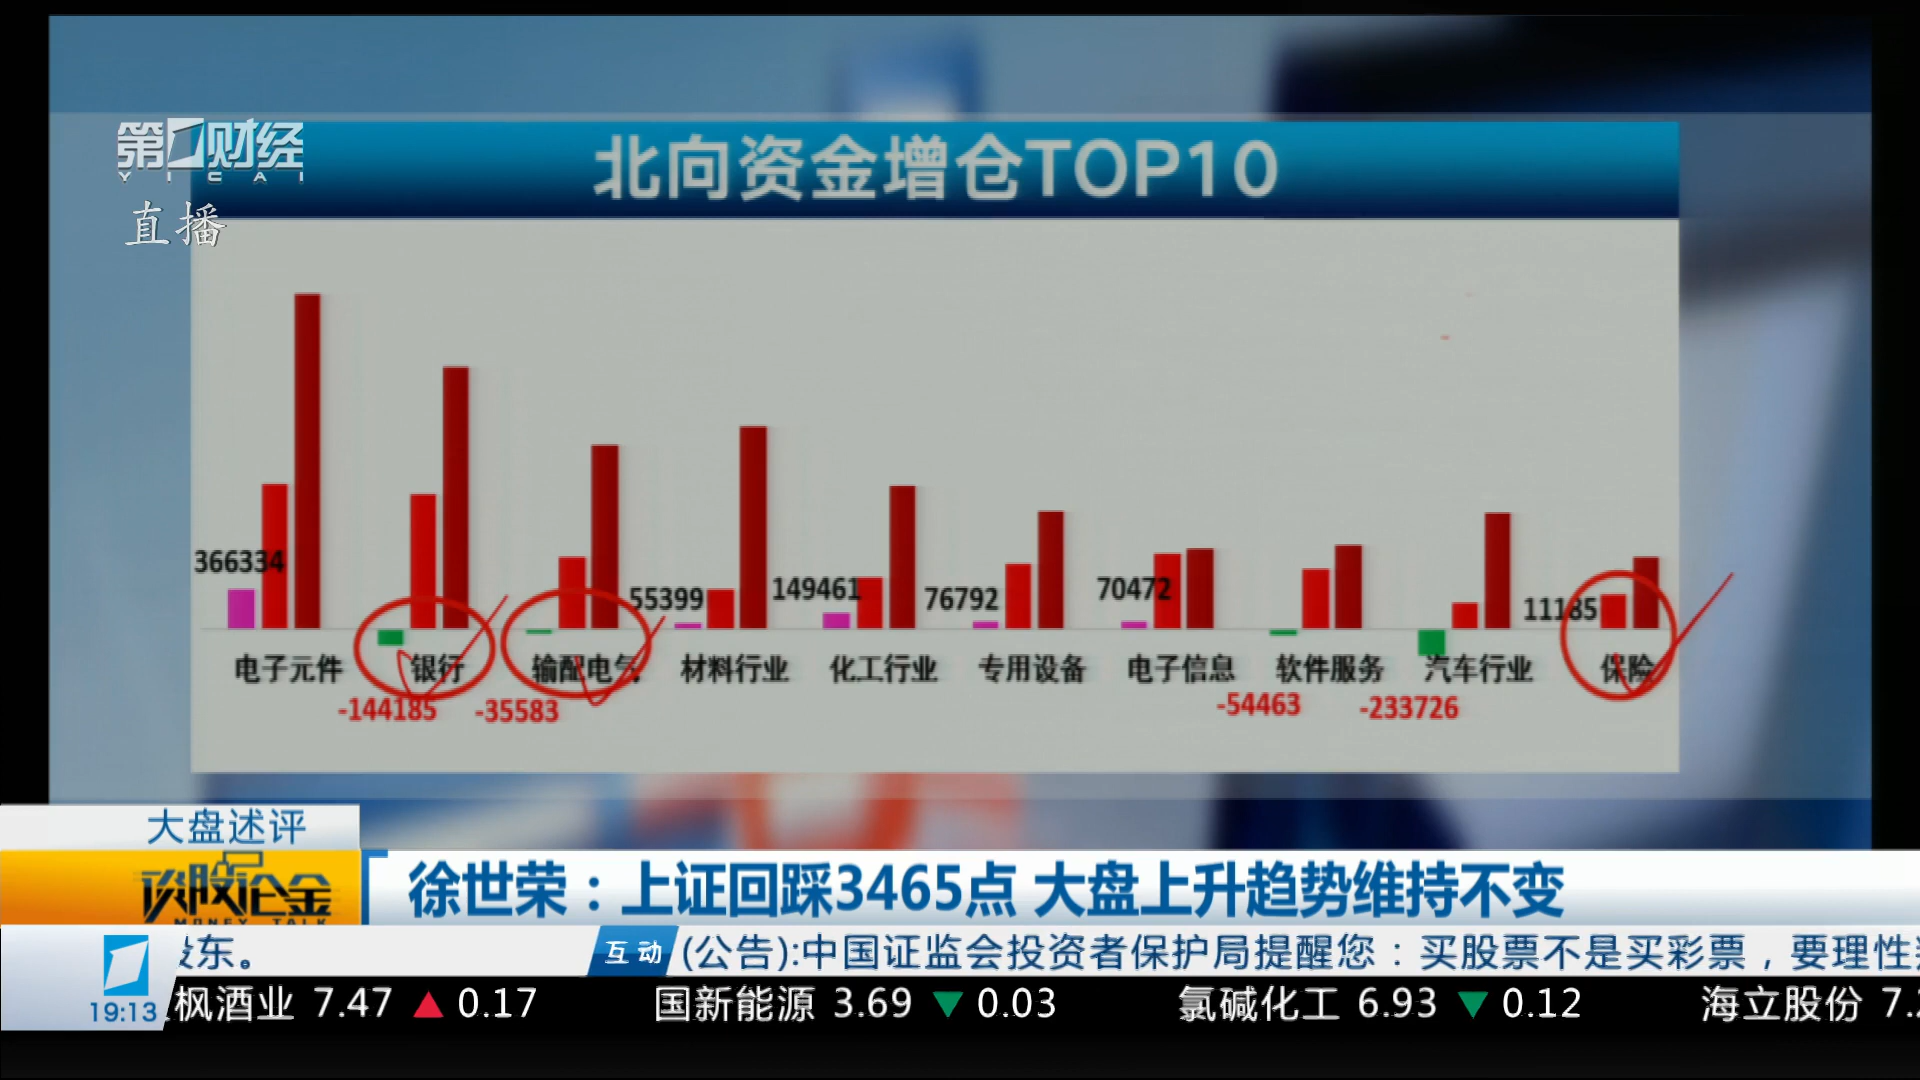 第一财经
YICAI
直播
北向资金增仓TOP10
366334
55399
149461
76792
70472
11185
电子元件 银行 输配电气 材料行业 化工行业 专用设备 电子信息 软件服务 汽车行业 保险
-144185
-35583
-54463
-233726
大盘述评
谈股论金
MONEY TALK
徐世荣：上证回踩3465点 大盘上升趋势维持不变
股东。
互动
(公告):中国证监会投资者保护局提醒您：买股票不是买彩票，要理性
19:13
枫酒业 7.47 ▲ 0.17 国新能源 3.69 ▼ 0.03 氯碱化工 6.93 ▼ 0.12 海立股份 7.